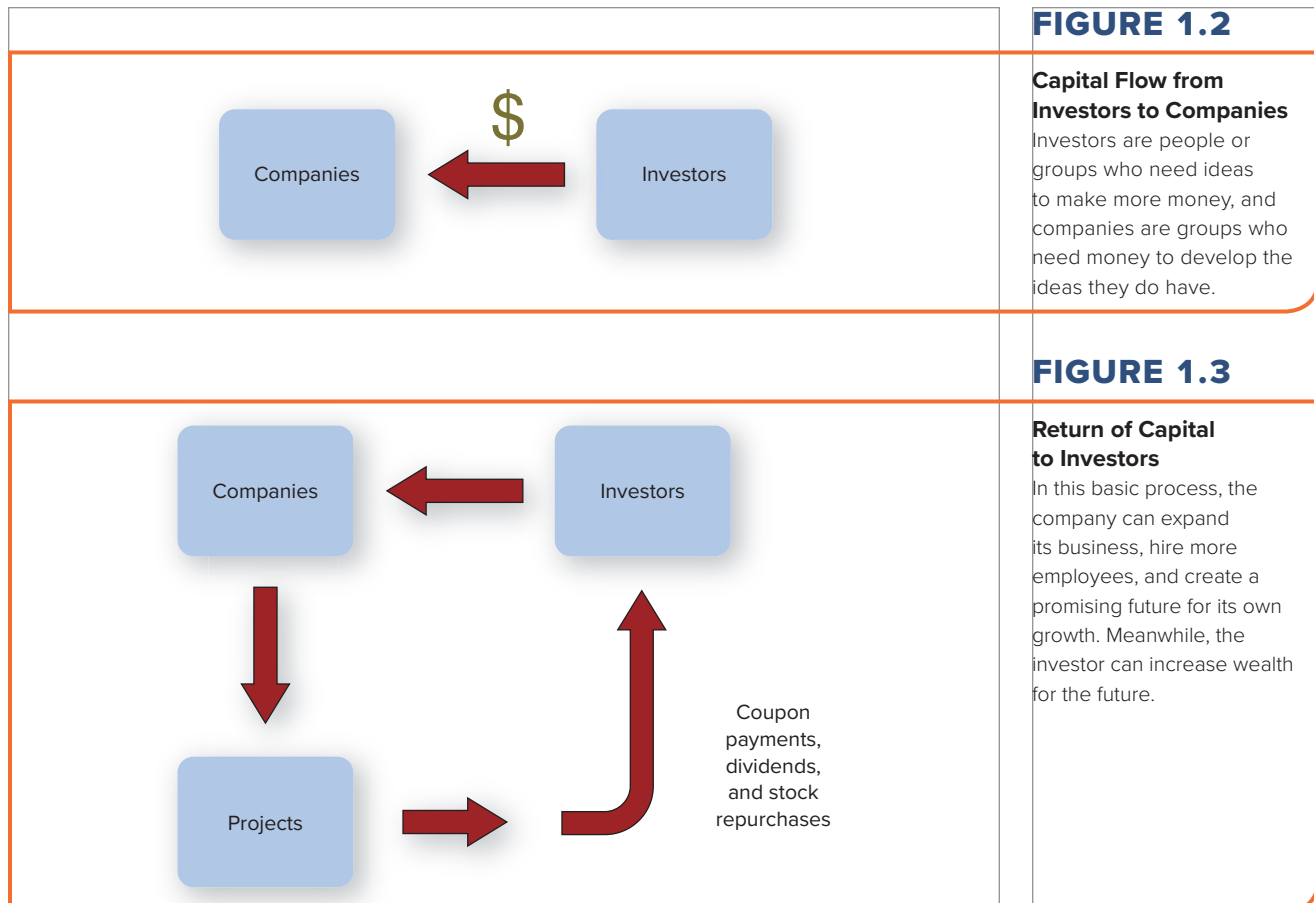 FIGURE 1.2
Capital Flow from
Investors to Companies
Investors are people or
groups who need ideas
to make more money, and
companies are groups who
need money to develop the
ideas they do have.
$
Companies
Investors
FIGURE 1.3
Return of Capital
to Investors
In this basic process, the
company can expand
its business, hire more
employees, and create a
promising future for its own
growth. Meanwhile, the
investor can increase wealth
for the future.
Companies
Investors
Coupon
payments,
dividends,
and stock
repurchases
Projects